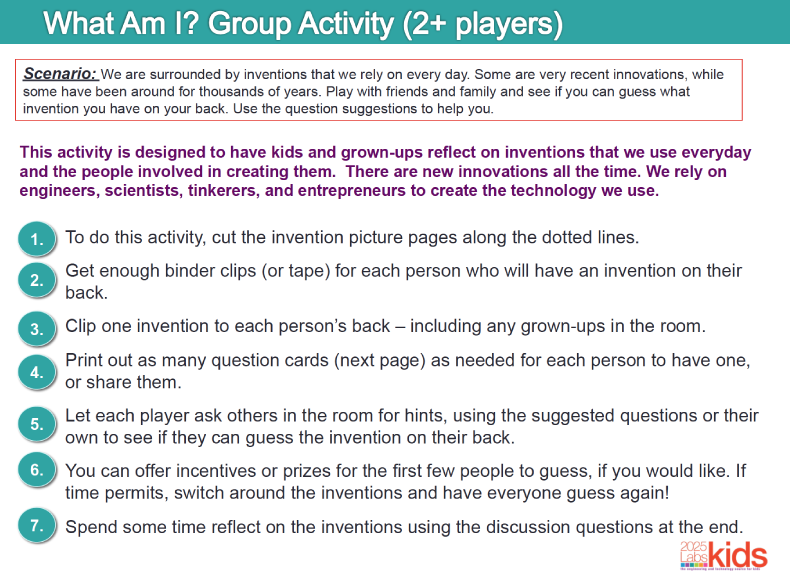 What Am I? Group Activity (2+ players)
Scenario: We are surrounded by inventions that we rely on every day. Some are very recent innovations, while
some have been around for thousands of years. Play with friends and family and see if you can guess what
invention you have on your back. Use the question suggestions to help you.
This activity is designed to have kids and grown-ups reflect on inventions that we use everyday
and the people involved in creating them.  There are new innovations all the time. We rely on
engineers, scientists, tinkerers, and entrepreneurs to create the technology we use.
1. To do this activity, cut the invention picture pages along the dotted lines.
2. Get enough binder clips (or tape) for each person who will have an invention on their
back.
3. Clip one invention to each person’s back – including any grown-ups in the room.
4. Print out as many question cards (next page) as needed for each person to have one,
or share them.
5. Let each player ask others in the room for hints, using the suggested questions or their
own to see if they can guess the invention on their back.
6. You can offer incentives or prizes for the first few people to guess, if you would like. If
time permits, switch around the inventions and have everyone guess again!
7. Spend some time reflect on the inventions using the discussion questions at the end.
2025
Labs kids